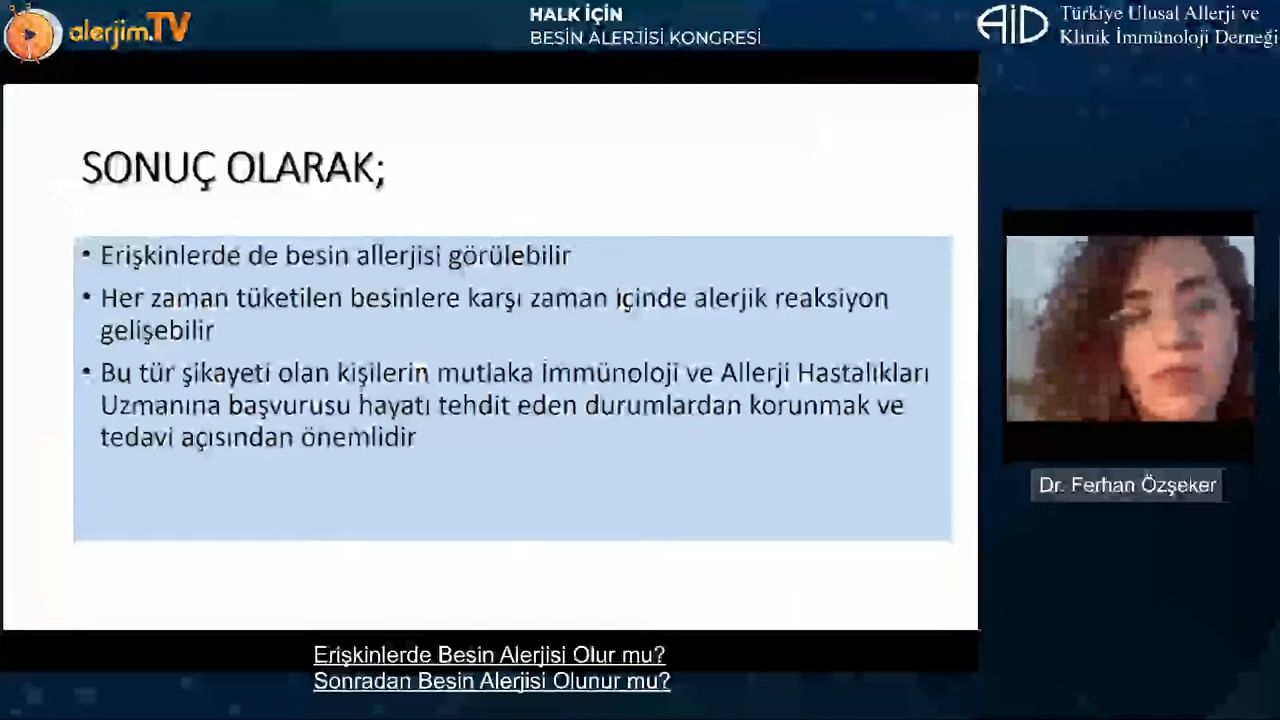 alerjim.TV
HALK İÇİN
BESİN ALERJİSİ KONGRESİ
AİD
Türkiye Ulusal Allerji ve
Klinik İmmünoloji Derneği
SONUÇ OLARAK;
• Erişkinlerde de besin allerjisi görülebilir
• Her zaman tüketilen besinlere karşı zaman içinde alerjik reaksiyon
gelişebilir
• Bu tür şikayeti olan kişilerin mutlaka İmmünoloji ve Allerji Hastalıkları
Uzmanına başvurusu hayatı tehdit eden durumlardan korunmak ve
tedavi açısından önemlidir
Dr. Ferhan Özşeker
Erişkinlerde Besin Alerjisi Olur mu?
Sonradan Besin Alerjisi Olunur mu?